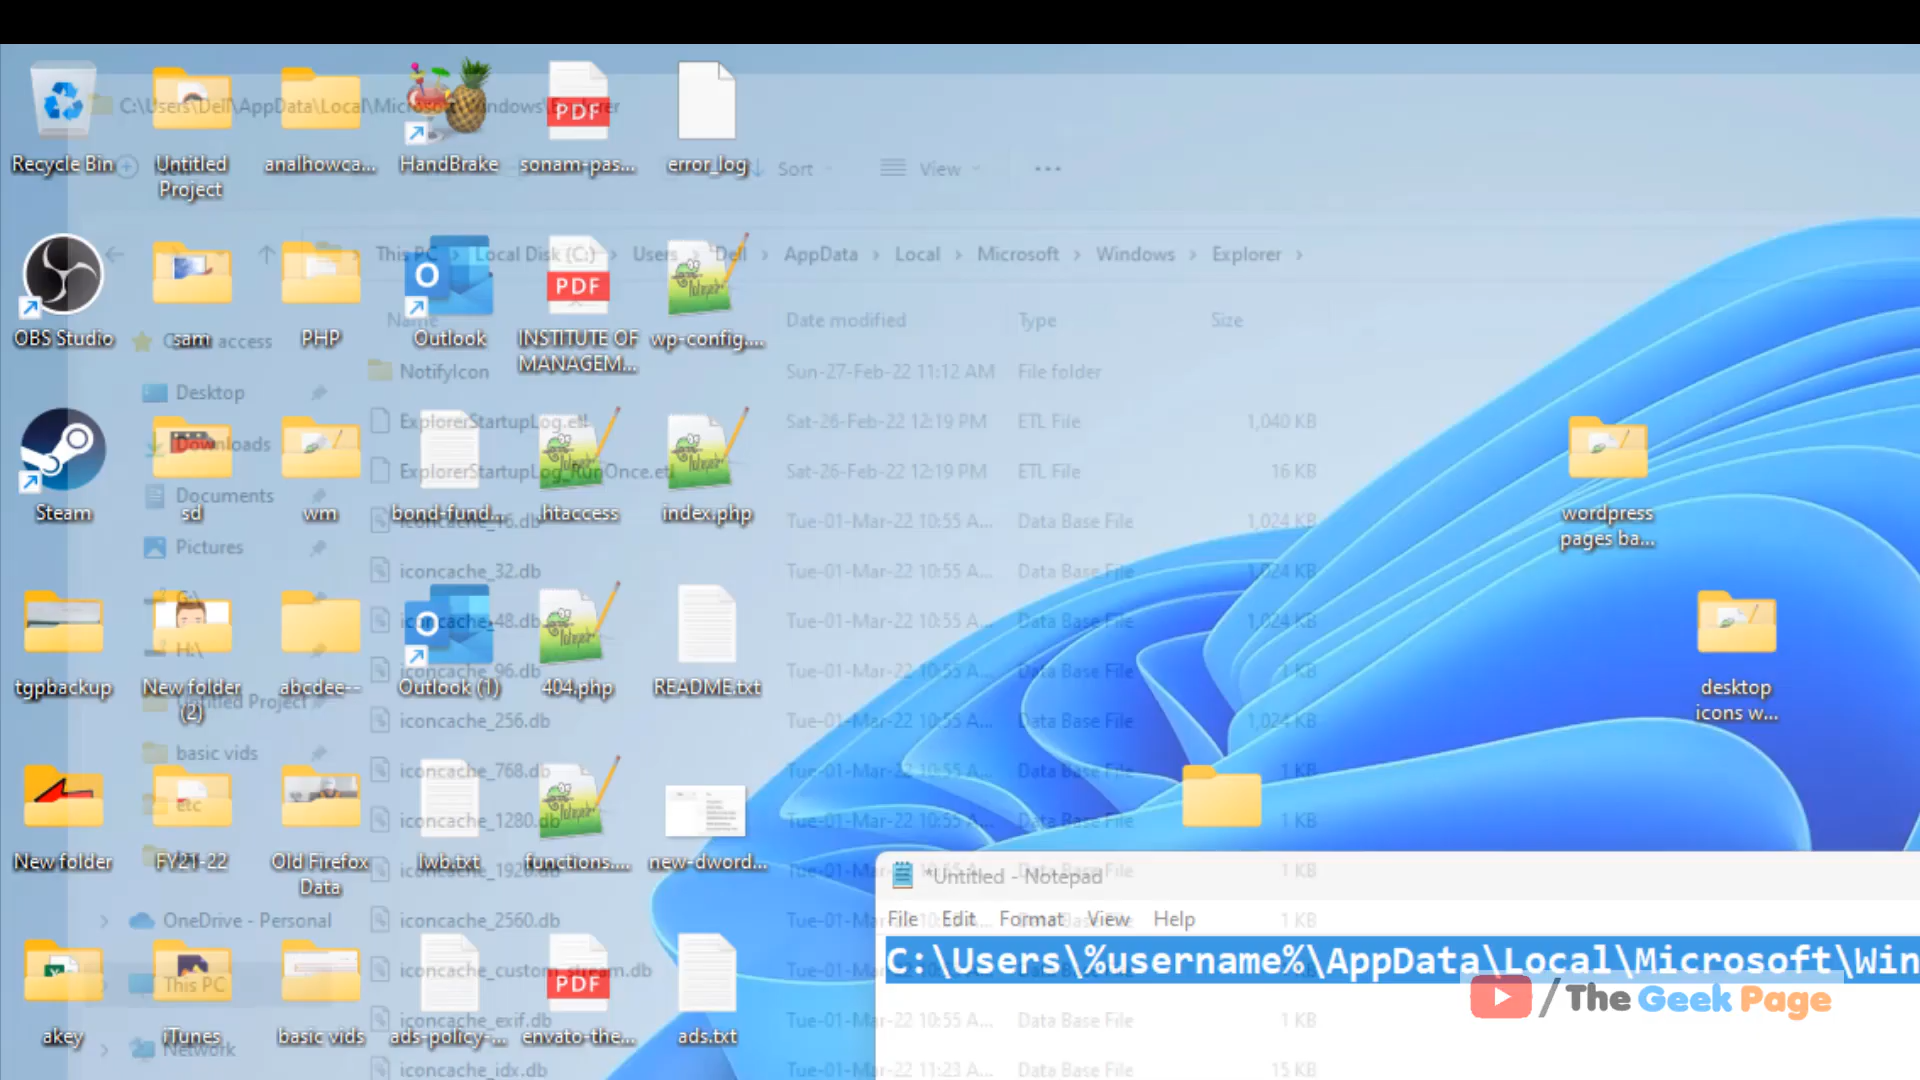 C:\Users\Dell\AppData\Local\Microsoft\Windows\Explorer
Recycle Bin
Untitled
Project
analhowca...
HandBrake
sonam-pas...
error_log
Sort
View
...
This PC > Local Disk (C:) > Users > Dell > AppData > Local > Microsoft > Windows > Explorer >
OBS Studio
sam
PHP
Outlook
INSTITUTE OF
MANAGEM...
wp-config....
Quick access
Name
Date modified
Type
Size
NotifyIcon
Sun-27-Feb-22 11:12 AM
File folder
Desktop
ExplorerStartupLog.etl
Sat-26-Feb-22 12:19 PM
ETL File
1,040 KB
Downloads
ExplorerStartupLog_RunOnce.etl
Sat-26-Feb-22 12:19 PM
ETL File
16 KB
Documents
Steam
sd
wm
bond-fund...
.htaccess
index.php
wordpress
pages ba...
iconcache_16.db
Tue-01-Mar-22 10:55 A...
Data Base File
1,024 KB
Pictures
iconcache_32.db
Tue-01-Mar-22 10:55 A...
Data Base File
1,024 KB
G:\
iconcache_48.db
Tue-01-Mar-22 10:55 A...
Data Base File
1,024 KB
H:\
iconcache_96.db
Tue-01-Mar-22 10:55 A...
Data Base File
1 KB
tgpbackup
New folder
(2)
abcdee--
Outlook (1)
404.php
README.txt
desktop
icons w...
Untitled Project
iconcache_256.db
Tue-01-Mar-22 10:55 A...
Data Base File
1,024 KB
basic vids
iconcache_768.db
Tue-01-Mar-22 10:55 A...
Data Base File
1 KB
etc
iconcache_1280.db
Tue-01-Mar-22 10:55 A...
Data Base File
1 KB
New folder
FY21-22
Old Firefox
Data
lwb.txt
functions....
new-dword...
iconcache_1920.db
1 KB
*Untitled - Notepad
OneDrive - Personal
iconcache_2560.db
1 KB
File Edit Format View Help
C:\Users\%username%\AppData\Local\Microsoft\Win
iconcache_custom_stream.db
This PC
/The Geek Page
akey
iTunes
basic vids
ads-policy-...
envato-the...
ads.txt
iconcache_exif.db
Tue-01-Mar-22 10:55 A...
Data Base File
1 KB
Network
iconcache_idx.db
Tue-01-Mar-22 11:23 A...
Data Base File
15 KB